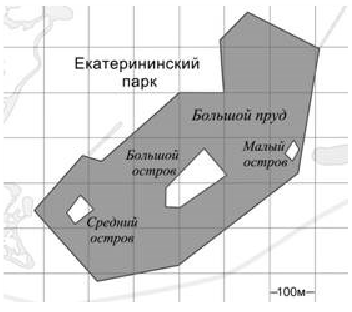 Екатерининский
парк
Большой пруд
Большой
остров
Малый
остров
Средний
остров
100м